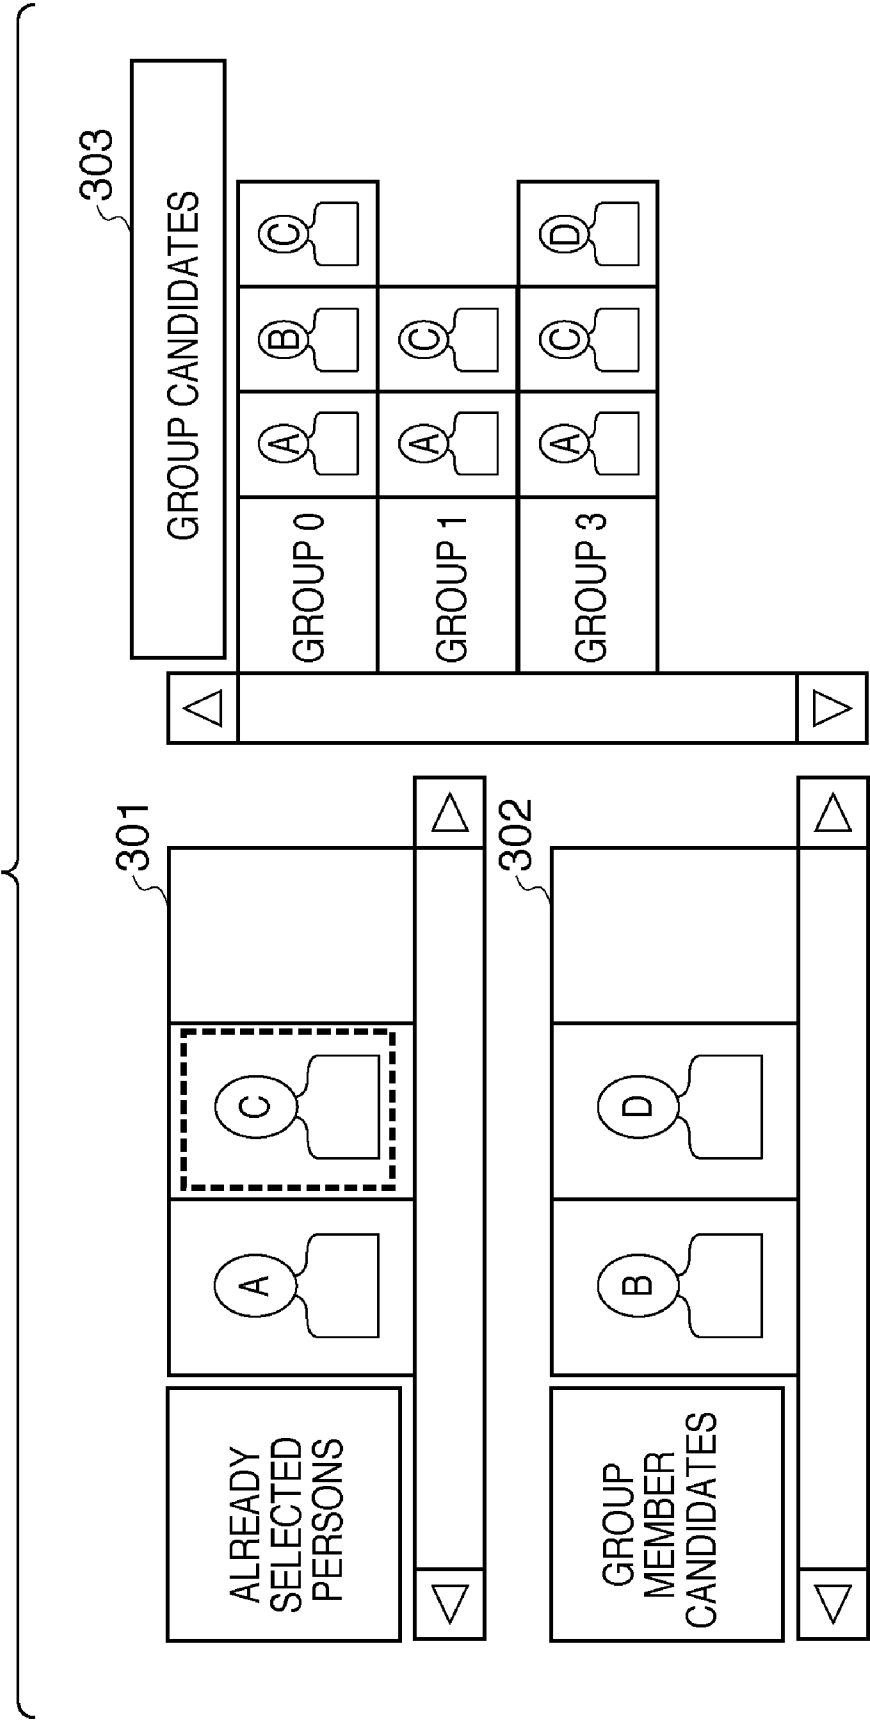 301
ALREADY
SELECTED
PERSONS
A
C
302
GROUP
MEMBER
CANDIDATES
B
D
303
GROUP CANDIDATES
GROUP 0
A
B
C
GROUP 1
A
C
GROUP 3
A
C
D